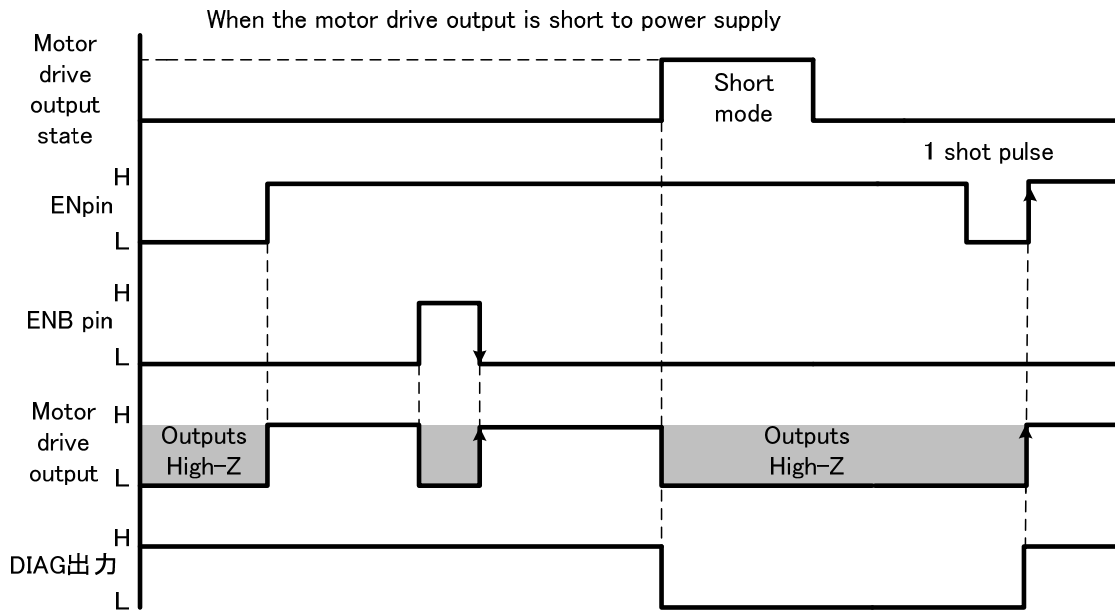 When the motor drive output is short to power supply
Motor
drive
output
state
Short
mode
1 shot pulse
H
ENpin
L
H
ENB pin
L
Motor
drive
output
H
L
Outputs
High-Z
Outputs
High-Z
H
DIAG出力
L